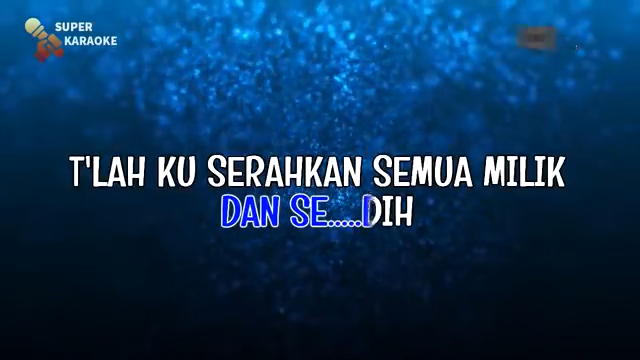 SUPER
KARAOKE
T'LAH KU SERAHKAN SEMUA MILIK
DAN SE.....DIH